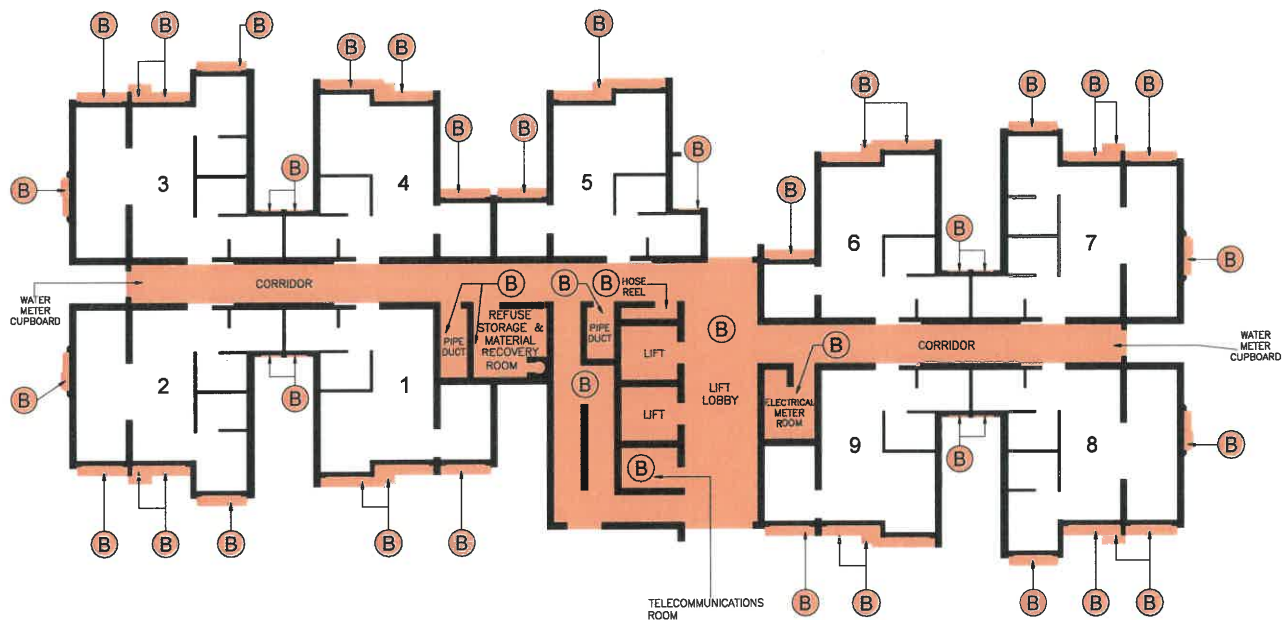 B B B B B B
B B B B B B
B B B B
3 4 5 B
B B 6 7
B B B
CORRIDOR B B B HOSE
REEL
WATER
METER
CUPBOARD
REFUSE
STORAGE &
MATERIAL
RECOVERY
ROOM
PIPE
DUCT
PIPE
DUCT
B
LIFT
B
CORRIDOR
WATER
METER
CUPBOARD
B
2 B 1
B
LIFT
LIFT
LOBBY
ELECTRICAL
METER
ROOM
9 8
B
B B
B B B B B
B B B B B B
TELECOMMUNICATIONS
ROOM